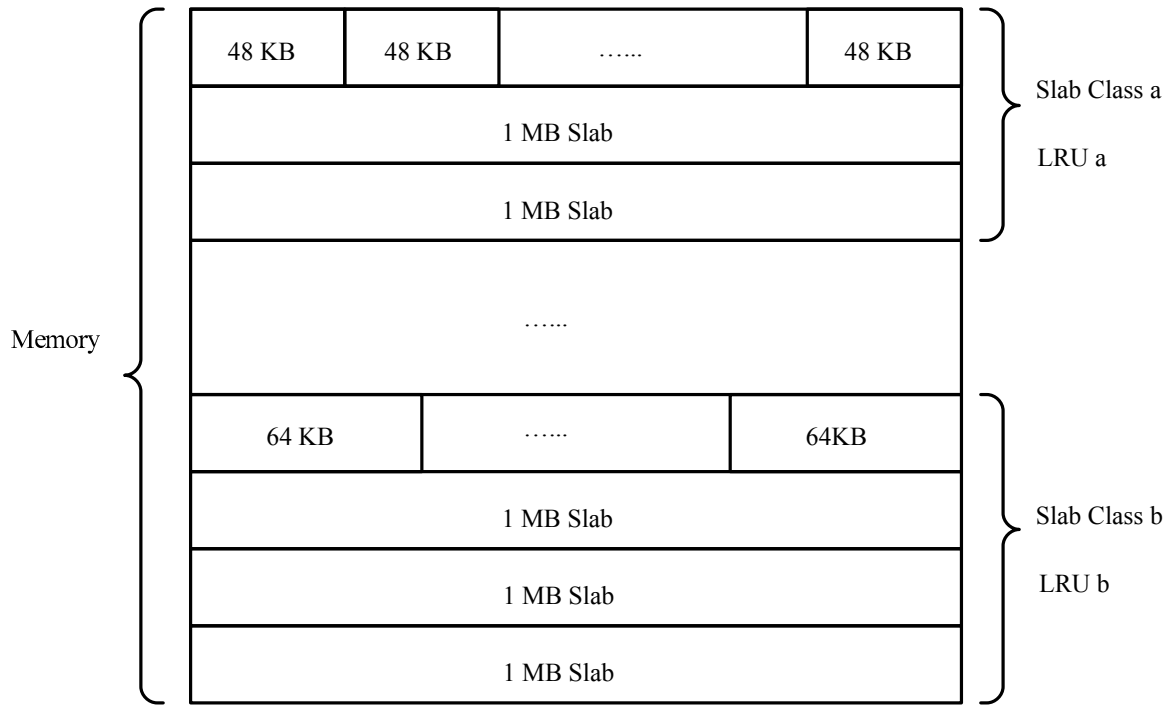 48 KB 48 KB …... 48 KB
Slab Class a
1 MB Slab
LRU a
1 MB Slab
…...
Memory
64 KB …... 64KB
1 MB Slab
Slab Class b
1 MB Slab
LRU b
1 MB Slab